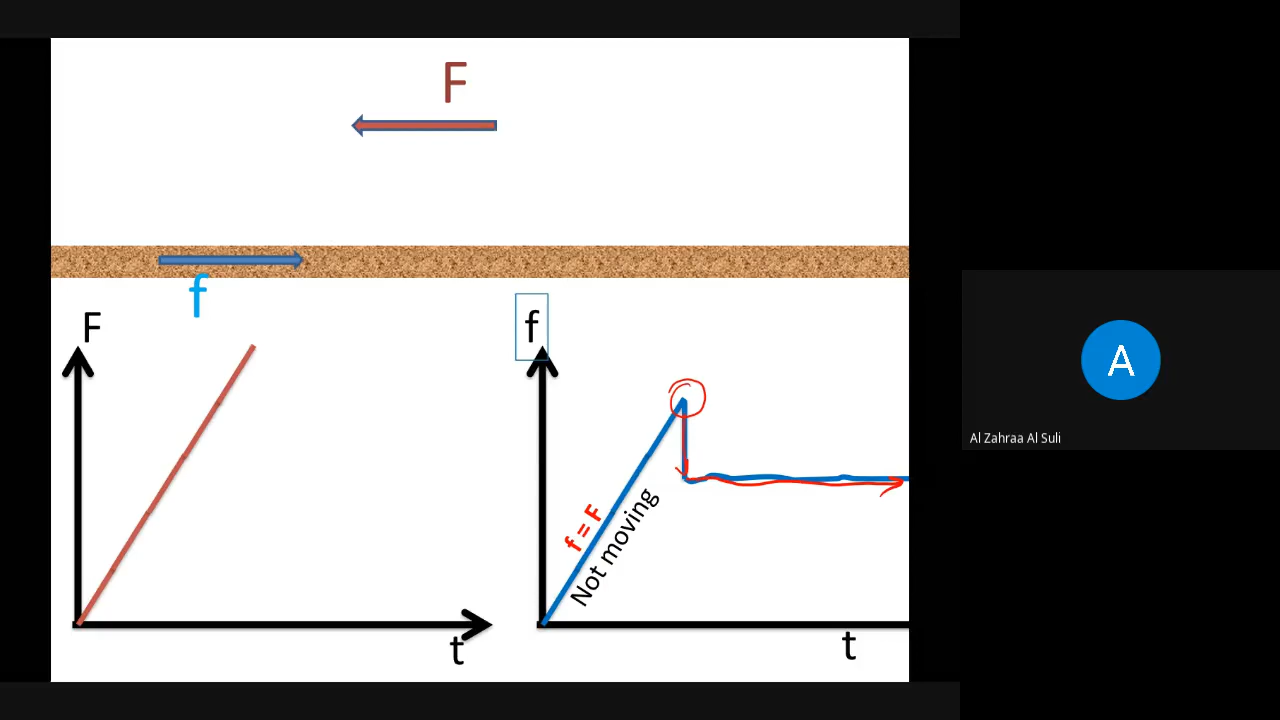 F
f
F
f
f = F
Not moving
t
t
A
Al Zahraa Al Suli